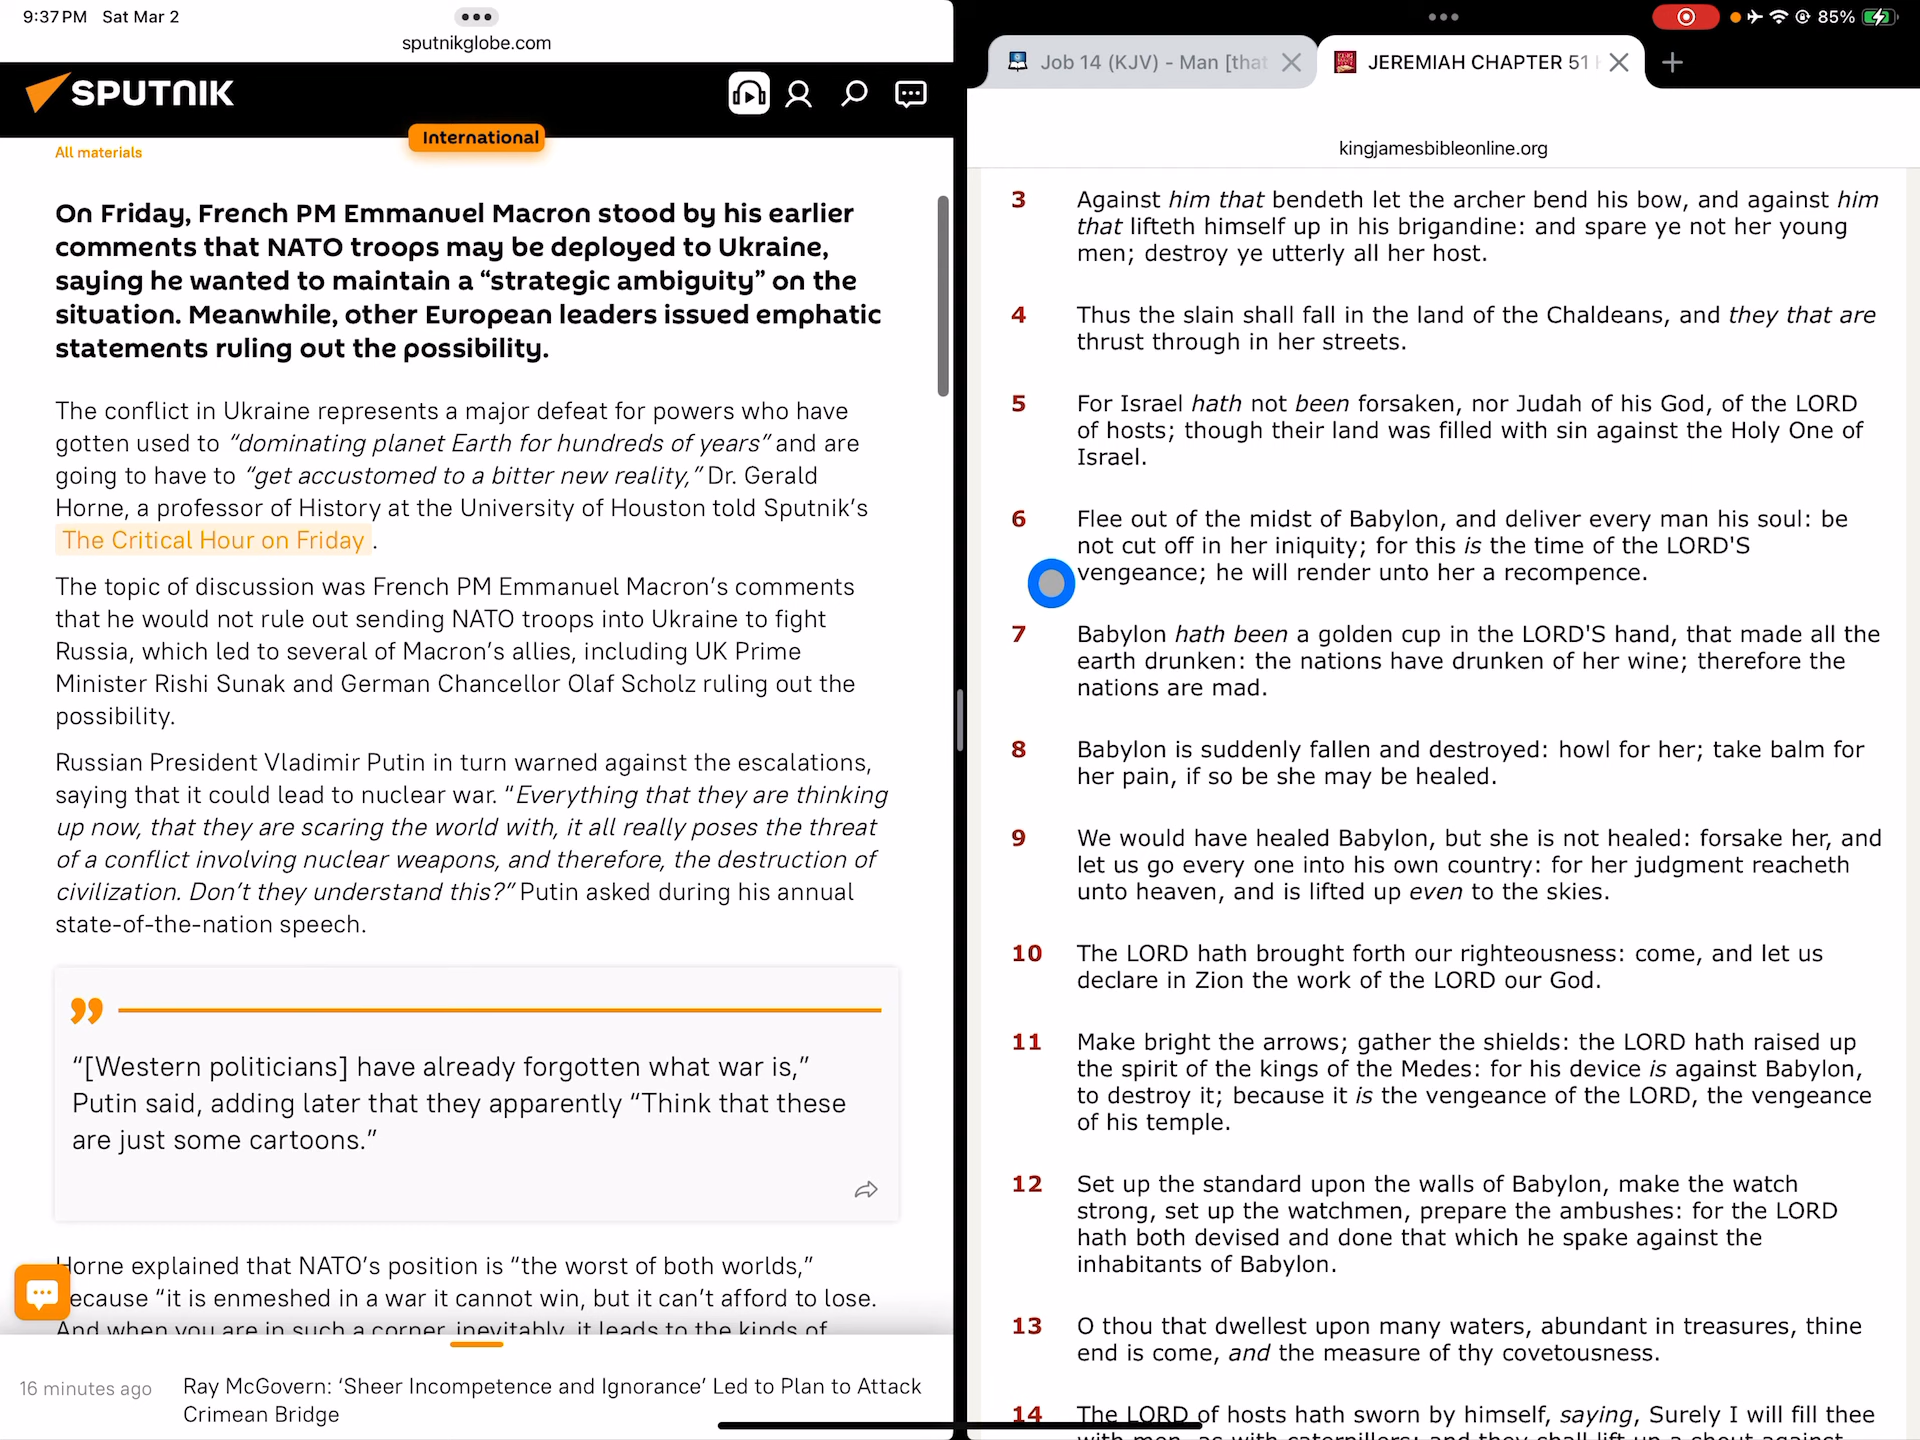 9:37 PM Sat Mar 2
sputnikglobe.com
SPUTNIK
International
All materials
On Friday, French PM Emmanuel Macron stood by his earlier
comments that NATO troops may be deployed to Ukraine,
saying he wanted to maintain a “strategic ambiguity” on the
situation. Meanwhile, other European leaders issued emphatic
statements ruling out the possibility.
The conflict in Ukraine represents a major defeat for powers who have
gotten used to “dominating planet Earth for hundreds of years” and are
going to have to “get accustomed to a bitter new reality,” Dr. Gerald
Horne, a professor of History at the University of Houston told Sputnik’s
The Critical Hour on Friday .
The topic of discussion was French PM Emmanuel Macron’s comments
that he would not rule out sending NATO troops into Ukraine to fight
Russia, which led to several of Macron’s allies, including UK Prime
Minister Rishi Sunak and German Chancellor Olaf Scholz ruling out the
possibility.
Russian President Vladimir Putin in turn warned against the escalations,
saying that it could lead to nuclear war. “Everything that they are thinking
up now, that they are scaring the world with, it all really poses the threat
of a conflict involving nuclear weapons, and therefore, the destruction of
civilization. Don’t they understand this?” Putin asked during his annual
state-of-the-nation speech.
“[Western politicians] have already forgotten what war is,”
Putin said, adding later that they apparently “Think that these
are just some cartoons.”
Horne explained that NATO’s position is “the worst of both worlds,”
ecause “it is enmeshed in a war it cannot win, but it can’t afford to lose.
And when you are in such a corner, inevitably, it leads to the kinds of
16 minutes ago
Ray McGovern: ‘Sheer Incompetence and Ignorance’ Led to Plan to Attack
Crimean Bridge
85%
Job 14 (KJV) - Man [that
JEREMIAH CHAPTER 51
kingjamesbibleonline.org
3 Against him that bendeth let the archer bend his bow, and against him
that lifteth himself up in his brigandine: and spare ye not her young
men; destroy ye utterly all her host.
4 Thus the slain shall fall in the land of the Chaldeans, and they that are
thrust through in her streets.
5 For Israel hath not been forsaken, nor Judah of his God, of the LORD
of hosts; though their land was filled with sin against the Holy One of
Israel.
6 Flee out of the midst of Babylon, and deliver every man his soul: be
not cut off in her iniquity; for this is the time of the LORD'S
vengeance; he will render unto her a recompence.
7 Babylon hath been a golden cup in the LORD'S hand, that made all the
earth drunken: the nations have drunken of her wine; therefore the
nations are mad.
8 Babylon is suddenly fallen and destroyed: howl for her; take balm for
her pain, if so be she may be healed.
9 We would have healed Babylon, but she is not healed: forsake her, and
let us go every one into his own country: for her judgment reacheth
unto heaven, and is lifted up even to the skies.
10 The LORD hath brought forth our righteousness: come, and let us
declare in Zion the work of the LORD our God.
11 Make bright the arrows; gather the shields: the LORD hath raised up
the spirit of the kings of the Medes: for his device is against Babylon,
to destroy it; because it is the vengeance of the LORD, the vengeance
of his temple.
12 Set up the standard upon the walls of Babylon, make the watch
strong, set up the watchmen, prepare the ambushes: for the LORD
hath both devised and done that which he spake against the
inhabitants of Babylon.
13 O thou that dwellest upon many waters, abundant in treasures, thine
end is come, and the measure of thy covetousness.
14 The LORD of hosts hath sworn by himself, saying, Surely I will fill thee
with men, as with caterpillers; and they shall lift up a shout against